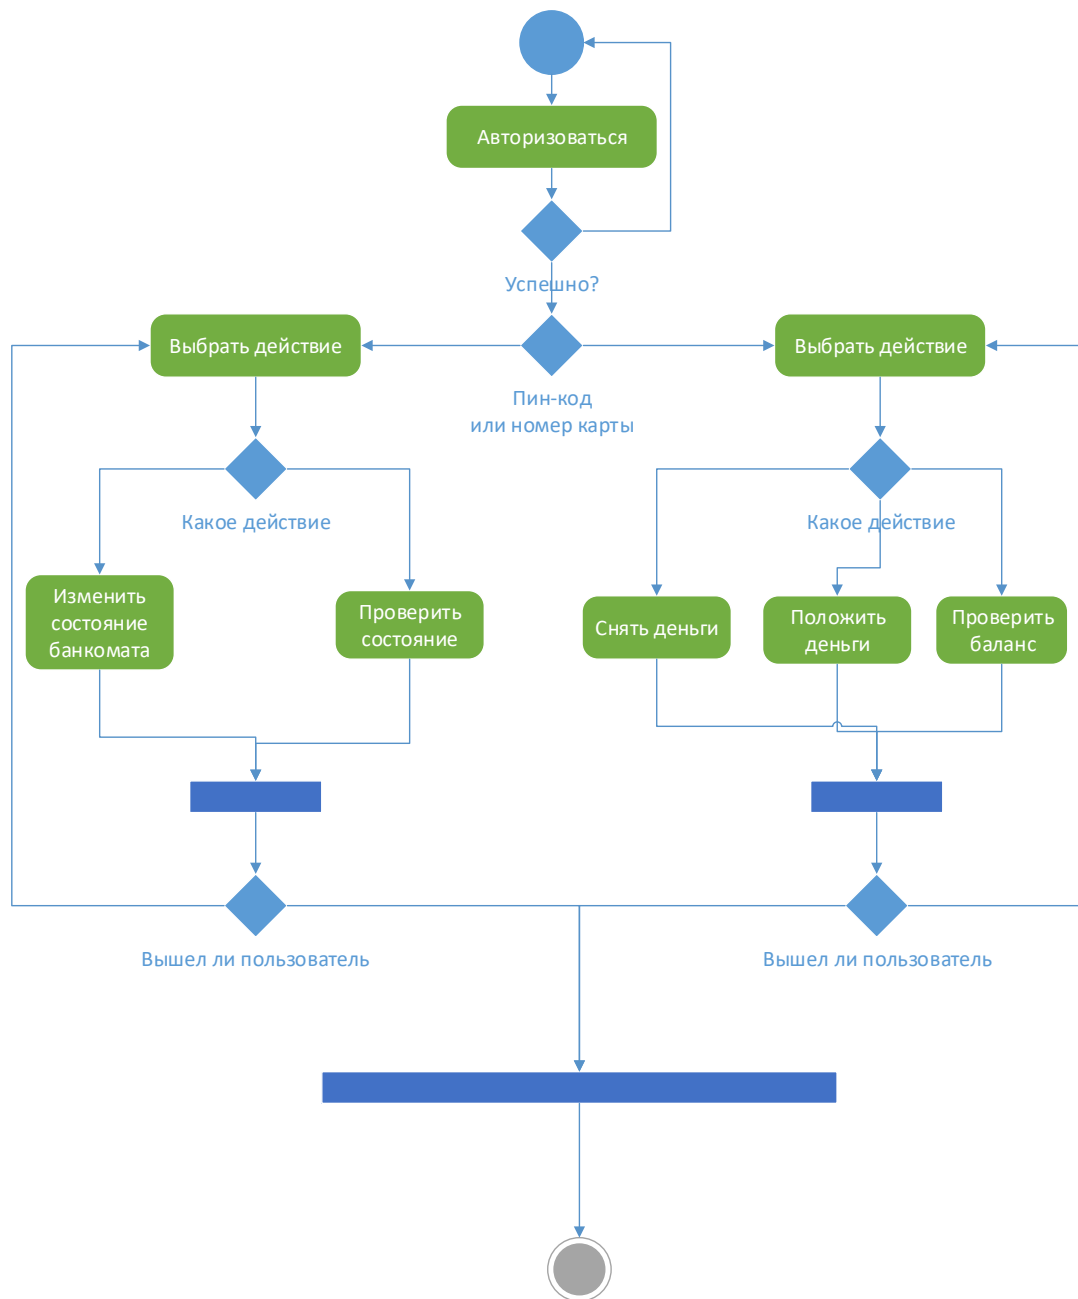 Авторизоваться
Успешно?
Выбрать действие
Выбрать действие
Пин-код
или номер карты
Какое действие
Какое действие
Изменить
состояние
банкомата
Проверить
состояние
Снять деньги
Положить
деньги
Проверить
баланс
Вышел ли пользователь
Вышел ли пользователь